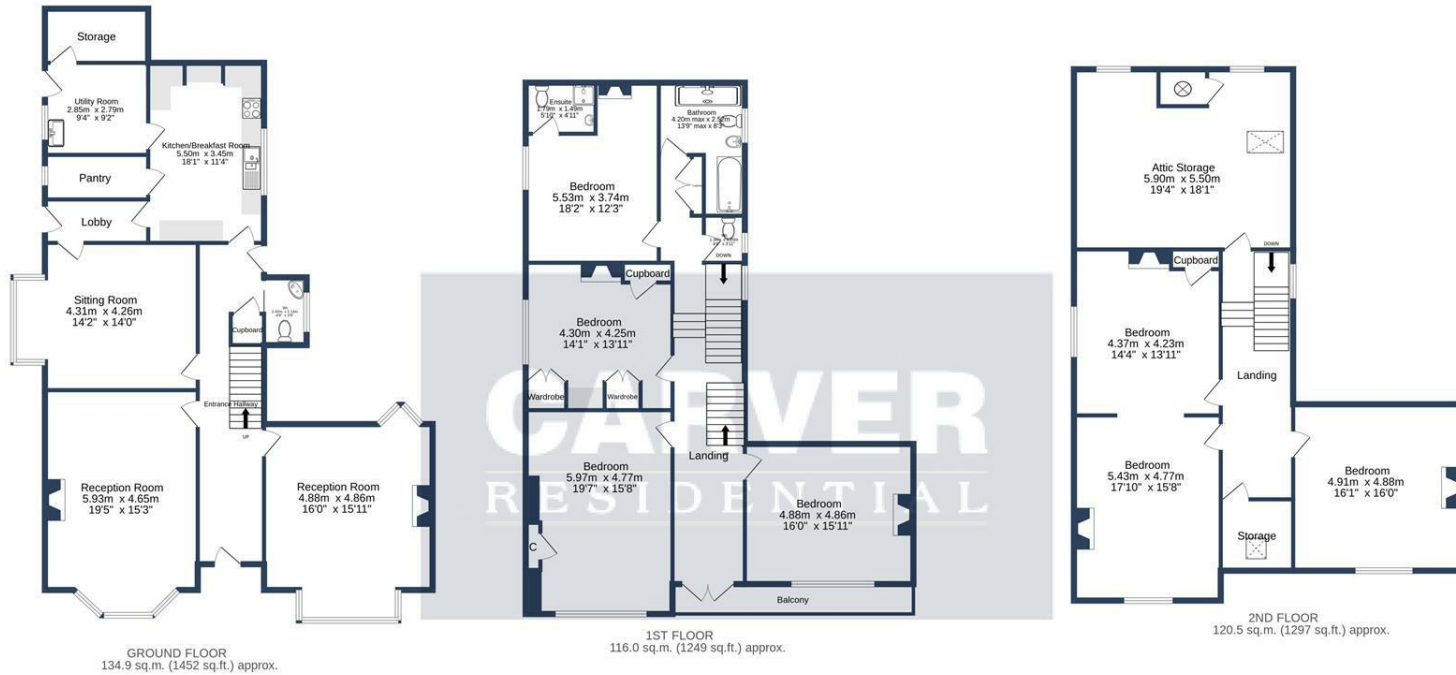 Storage
Utility Room
2.85m x 2.79m
9'4" x 9'2"
Kitchen/Breakfast Room
5.50m x 3.45m
18'1" x 11'4"
Pantry
Lobby
Sitting Room
4.31m x 4.26m
14'2" x 14'0"
Cupboard
Entrance Hallway
UP
Reception Room
5.93m x 4.65m
19'5" x 15'3"
Reception Room
4.88m x 4.86m
16'0" x 15'11"
GROUND FLOOR
134.9 sq.m. (1452 sq.ft.) approx.
Ensuite
1.79m x 1.49m
5'10" x 4'11"
Bathroom
4.20m max x 2.52m
13'9" max x 8'3"
Bedroom
5.53m x 3.74m
18'2" x 12'3"
DOWN
Cupboard
Bedroom
4.30m x 4.25m
14'1" x 13'11"
Wardrobe
Wardrobe
CARVER
RESIDENTIAL
Landing
Bedroom
5.97m x 4.77m
19'7" x 15'8"
C
Bedroom
4.88m x 4.86m
16'0" x 15'11"
Balcony
1ST FLOOR
116.0 sq.m. (1249 sq.ft.) approx.
Attic Storage
5.90m x 5.50m
19'4" x 18'1"
DOWN
Cupboard
Bedroom
4.37m x 4.23m
14'4" x 13'11"
Landing
Bedroom
5.43m x 4.77m
17'10" x 15'8"
Bedroom
4.91m x 4.88m
16'1" x 16'0"
Storage
2ND FLOOR
120.5 sq.m. (1297 sq.ft.) approx.